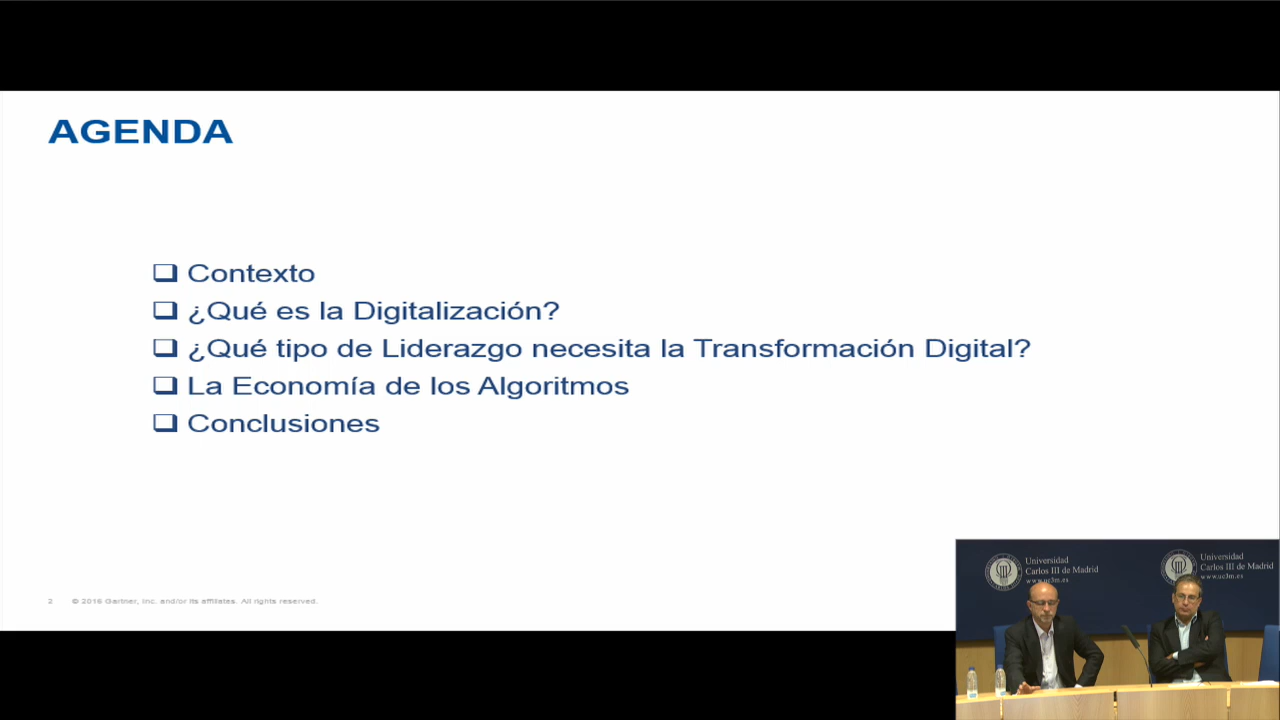 AGENDA
❑ Contexto
❑ ¿Qué es la Digitalización?
❑ ¿Qué tipo de Liderazgo necesita la Transformación Digital?
❑ La Economía de los Algoritmos
❑ Conclusiones
2 © 2016 Gartner, Inc. and/or its affiliates. All rights reserved.
Universidad
Carlos III de Madrid
www.uc3m.es
Universidad
Carlos III de Madrid
www.uc3m.es